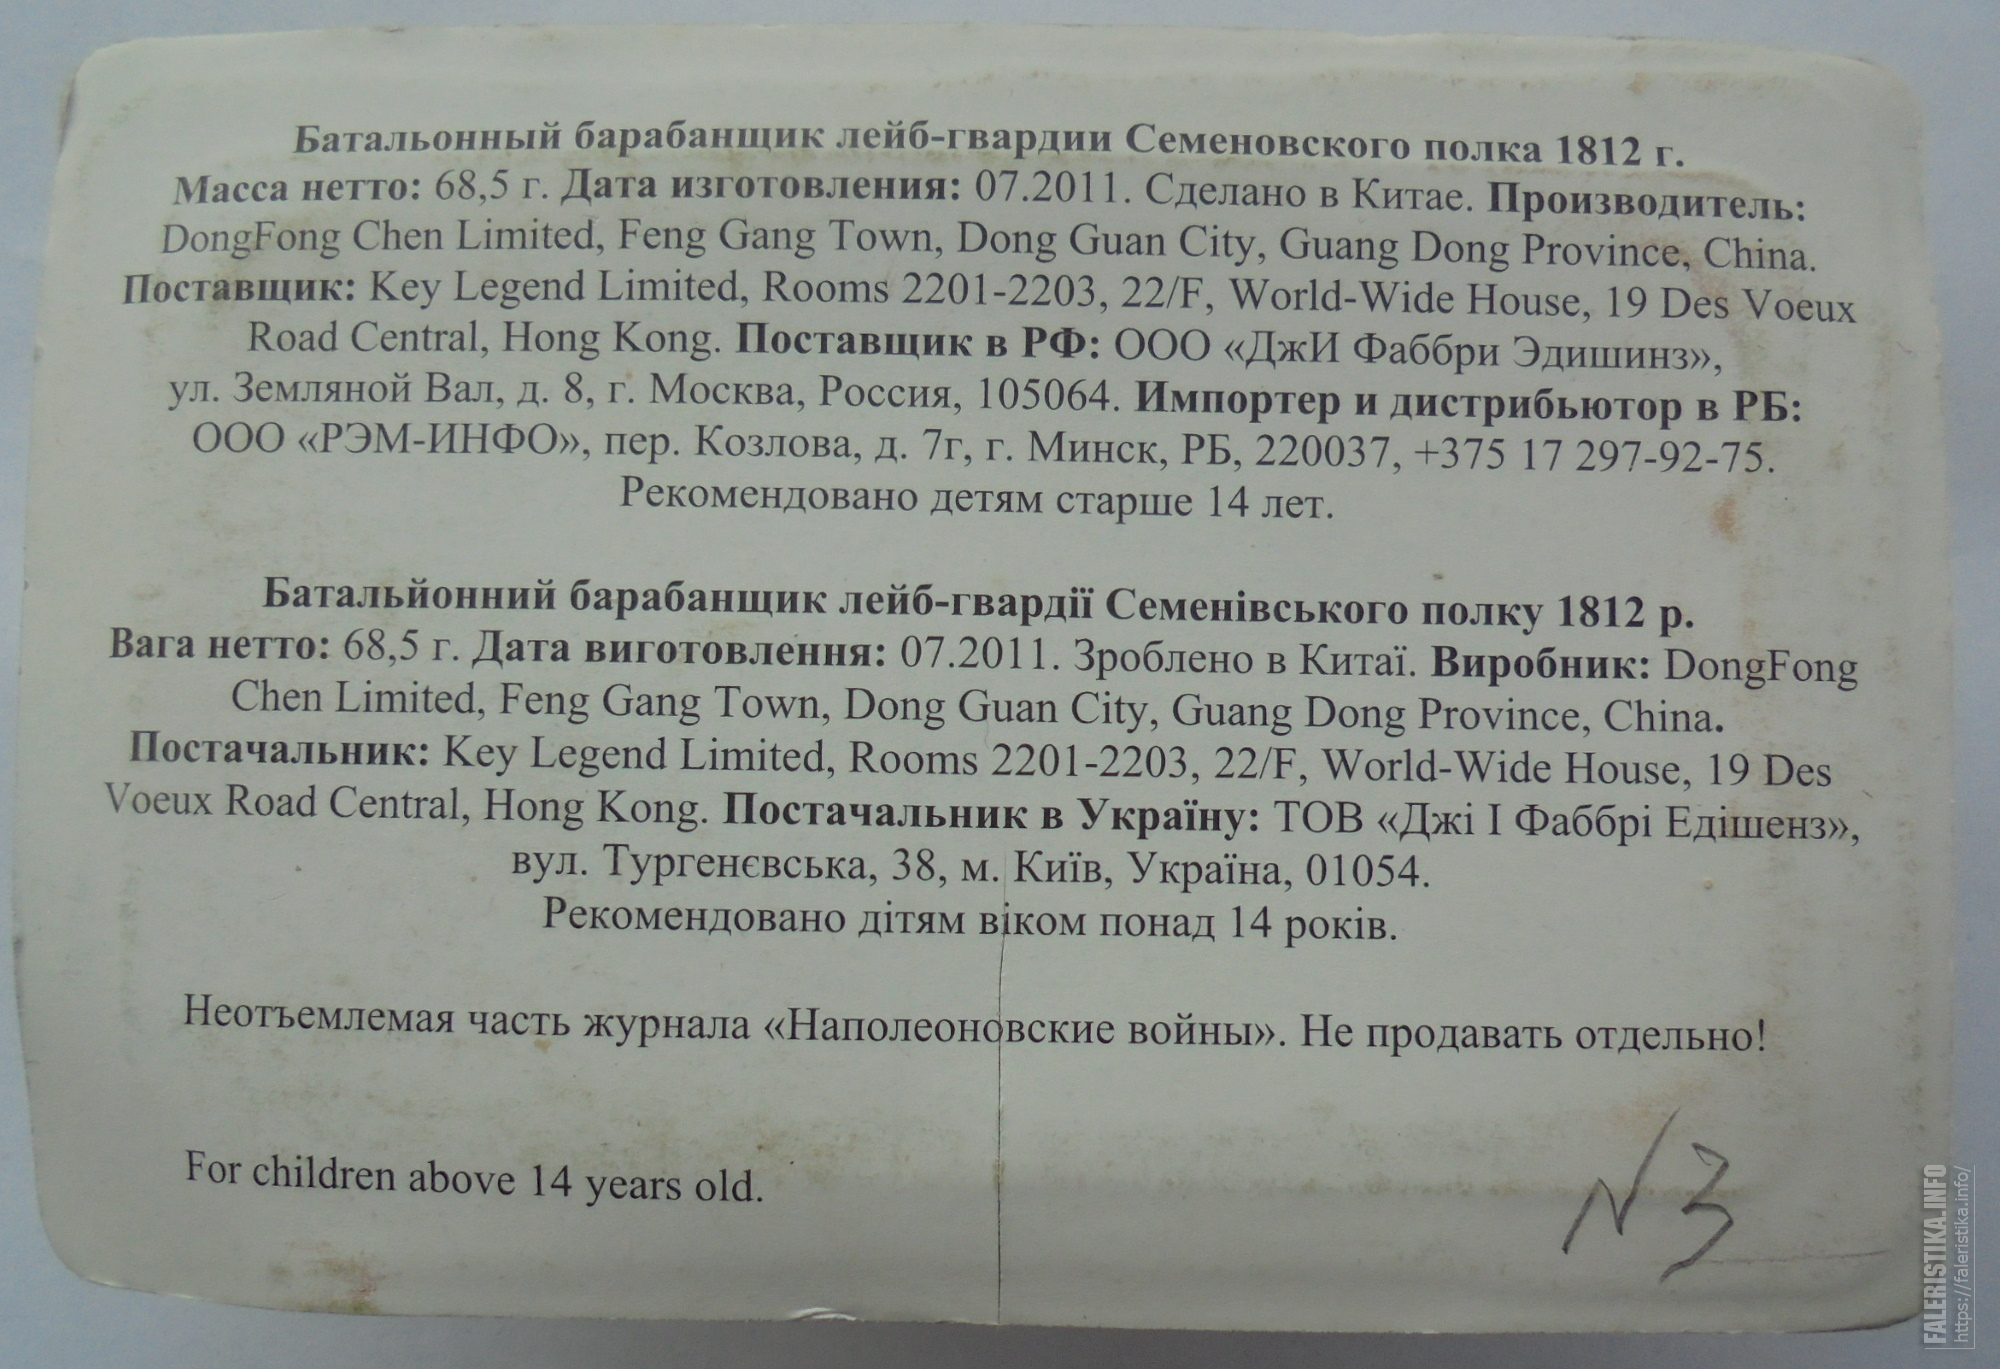 Батальонный барабанщик лейб-гвардии Семеновского полка 1812 г.
Масса нетто: 68,5 г. Дата изготовления: 07.2011. Сделано в Китае. Производитель:
DongFong Chen Limited, Feng Gang Town, Dong Guan City, Guang Dong Province, China.
Поставщик: Key Legend Limited, Rooms 2201-2203, 22/F, World-Wide House, 19 Des Voeux
Road Central, Hong Kong. Поставщик в РФ: ООО «ДжИ Фаббри Эдишинз»,
ул. Земляной Вал, д. 8, г. Москва, Россия, 105064. Импортер и дистрибьютор в РБ:
ООО «РЭМ-ИНФО», пер. Козлова, д. 7г, г. Минск, РБ, 220037, +375 17 297-92-75.
Рекомендовано детям старше 14 лет.
Батальйонний барабанщик лейб-гвардії Семенівського полку 1812 р.
Вага нетто: 68,5 г. Дата виготовлення: 07.2011. Зроблено в Китаї. Виробник: DongFong
Chen Limited, Feng Gang Town, Dong Guan City, Guang Dong Province, China.
Постачальник: Key Legend Limited, Rooms 2201-2203, 22/F, World-Wide House, 19 Des
Voeux Road Central, Hong Kong. Постачальник в Україну: ТОВ «Джі І Фаббрі Едішенз»,
вул. Тургенєвська, 38, м. Київ, Україна, 01054.
Рекомендовано дітям віком понад 14 років.
Неотъемлемая часть журнала «Наполеоновские войны». Не продавать отдельно!
For children above 14 years old.
N 3
FALERISTIKA.INFO
https://faleristika.info/